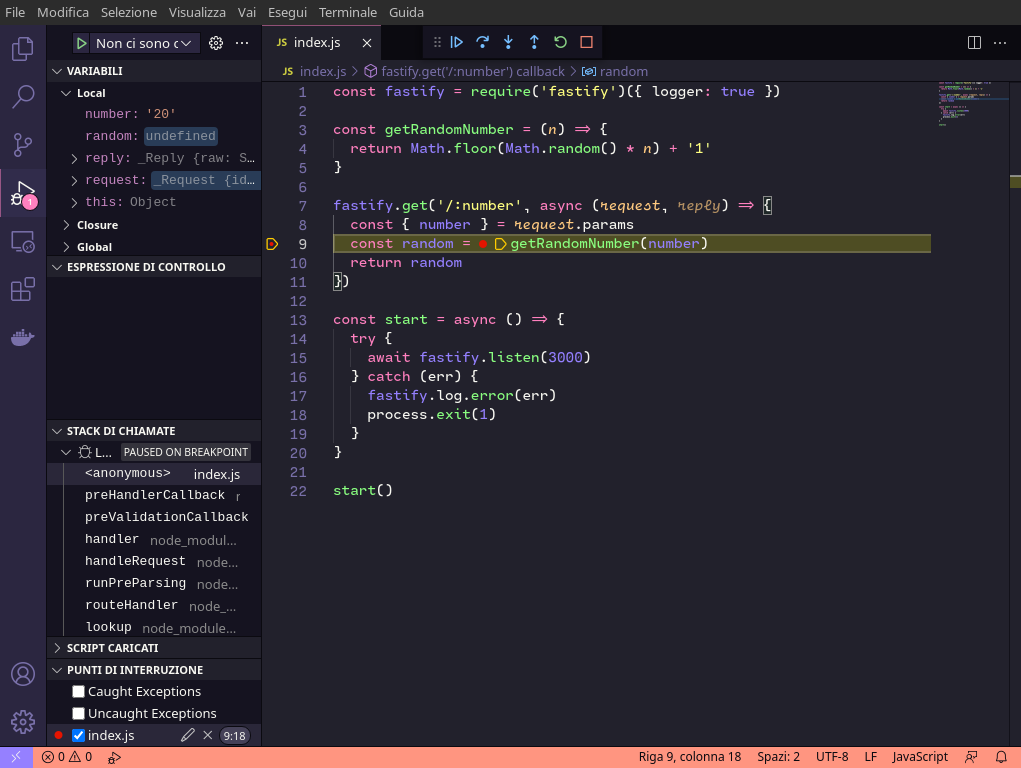 File Modifica Selezione Visualizza Vai Esegui Terminale Guida
Non ci sono c
JS index.js
VARIABILI
Local
number: '20'
random: undefined
reply: _Reply {raw: S…
request: _Request {id…
this: Object
Closure
Global
ESPRESSIONE DI CONTROLLO
STACK DI CHIAMATE
L... PAUSED ON BREAKPOINT
<anonymous> index.js
preHandlerCallback r
preValidationCallback
handler node_modul...
handleRequest node...
runPreParsing node...
routeHandler node_...
lookup node_module...
SCRIPT CARICATI
PUNTI DI INTERRUZIONE
Caught Exceptions
Uncaught Exceptions
index.js 9:18
JS index.js > fastify.get('/:number') callback > random
1 const fastify = require('fastify')({ logger: true })
2
3 const getRandomNumber = (n) => {
4 return Math.floor(Math.random() * n) + '1'
5 }
6
7 fastify.get('/:number', async (request, reply) => {
8 const { number } = request.params
9 const random = getRandomNumber(number)
10 return random
11 })
12
13 const start = async () => {
14 try {
15 await fastify.listen(3000)
16 } catch (err) {
17 fastify.log.error(err)
18 process.exit(1)
19 }
20 }
21
22 start()
1
0 0
Riga 9, colonna 18 Spazi: 2 UTF-8 LF JavaScript